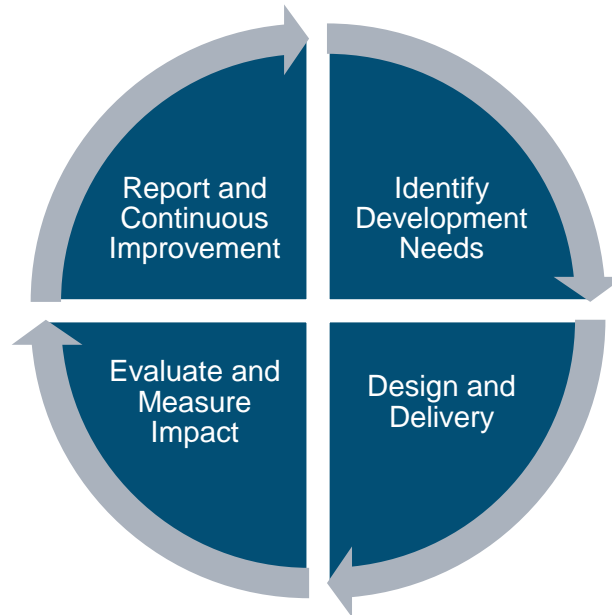 Report and
Continuous
Improvement
Identify
Development
Needs
Evaluate and
Measure
Impact
Design and
Delivery